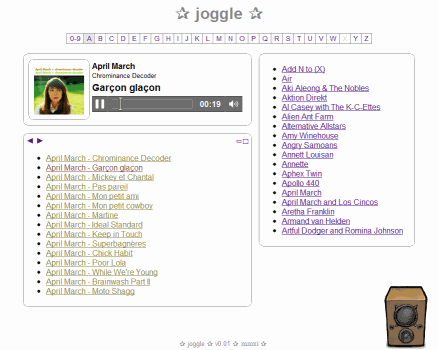 ☆ joggle ☆
0-9 A B C D E F G H I J K L M N O P Q R S T U V W X Y Z
April March
Chrominance Decoder
Garçon glaçon
00:19
April March - Chrominance Decoder
April March - Garçon glaçon
April March - Mickey et Chantal
April March - Pas pareil
April March - Mon petit ami
April March - Mon petit cowboy
April March - Martine
April March - Ideal Standard
April March - Keep in Touch
April March - Superbagnères
April March - Chick Habit
April March - Poor Lola
April March - While We're Young
April March - Brainwash Part II
April March - Moto Shagg
Add N to (X)
Air
Aki Aleong & The Nobles
Aktion Direkt
Al Casey with The K-C-Ettes
Alien Ant Farm
Alternative Allstars
Amy Winehouse
Angry Samoans
Annett Louisan
Annette
Aphex Twin
Apollo 440
April March
April March and Los Cincos
Aretha Franklin
Armand van Helden
Artful Dodger and Romina Johnson
☆ joggle ☆ v0.01 ☆